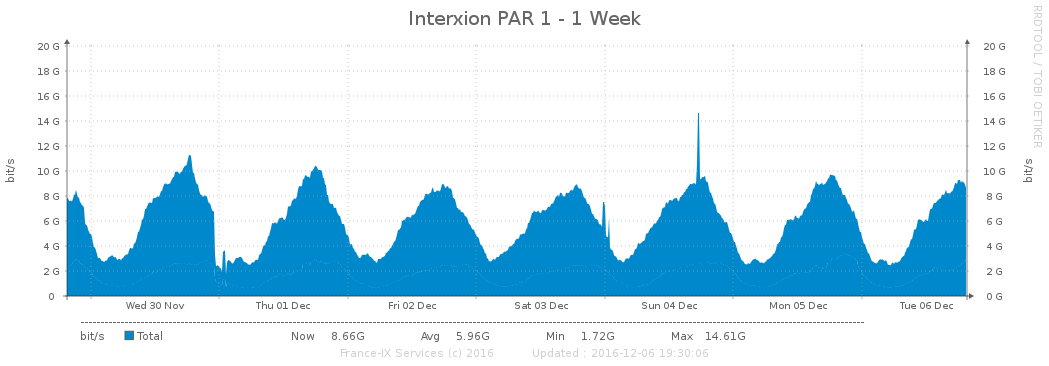 Interxion PAR 1 - 1 Week
RRDTOOL / TOBI OETIKER
20 G 20 G
18 G 18 G
16 G 16 G
14 G 14 G
12 G 12 G
10 G 10 G
8 G 8 G
6 G 6 G
4 G 4 G
2 G 2 G
0 0 G
bit/s
bit/s
Wed 30 Nov Thu 01 Dec Fri 02 Dec Sat 03 Dec Sun 04 Dec Mon 05 Dec Tue 06 Dec
bit/s Total Now 8.66G Avg 5.96G Min 1.72G Max 14.61G
France-IX Services (c) 2016 Updated : 2016-12-06 19:30:06